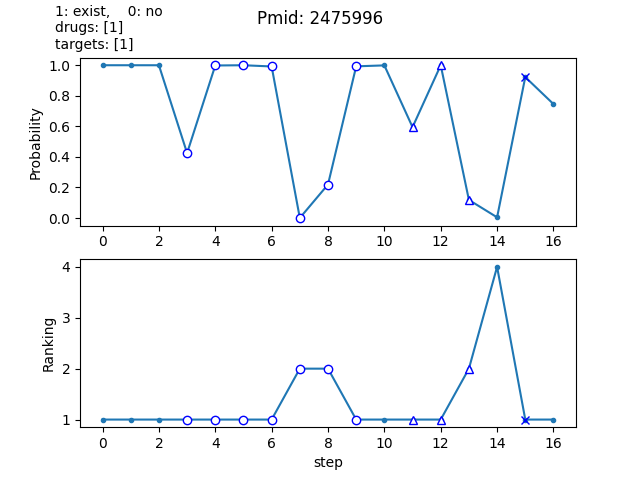 1: exist,    0: no
drugs: [1]
targets: [1]
Pmid: 2475996
Probability
1.0
0.8
0.6
0.4
0.2
0.0
0 2 4 6 8 10 12 14 16
Ranking
4
3
2
1
0 2 4 6 8 10 12 14 16
step